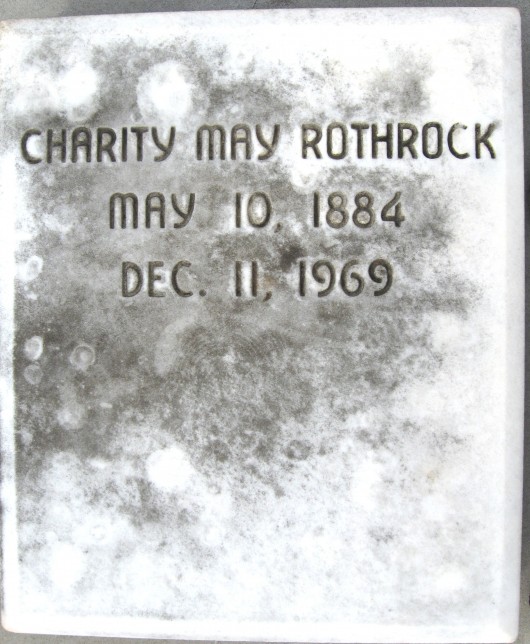 CHARITY MAY ROTHROCK
MAY 10, 1884
DEC. 11, 1969